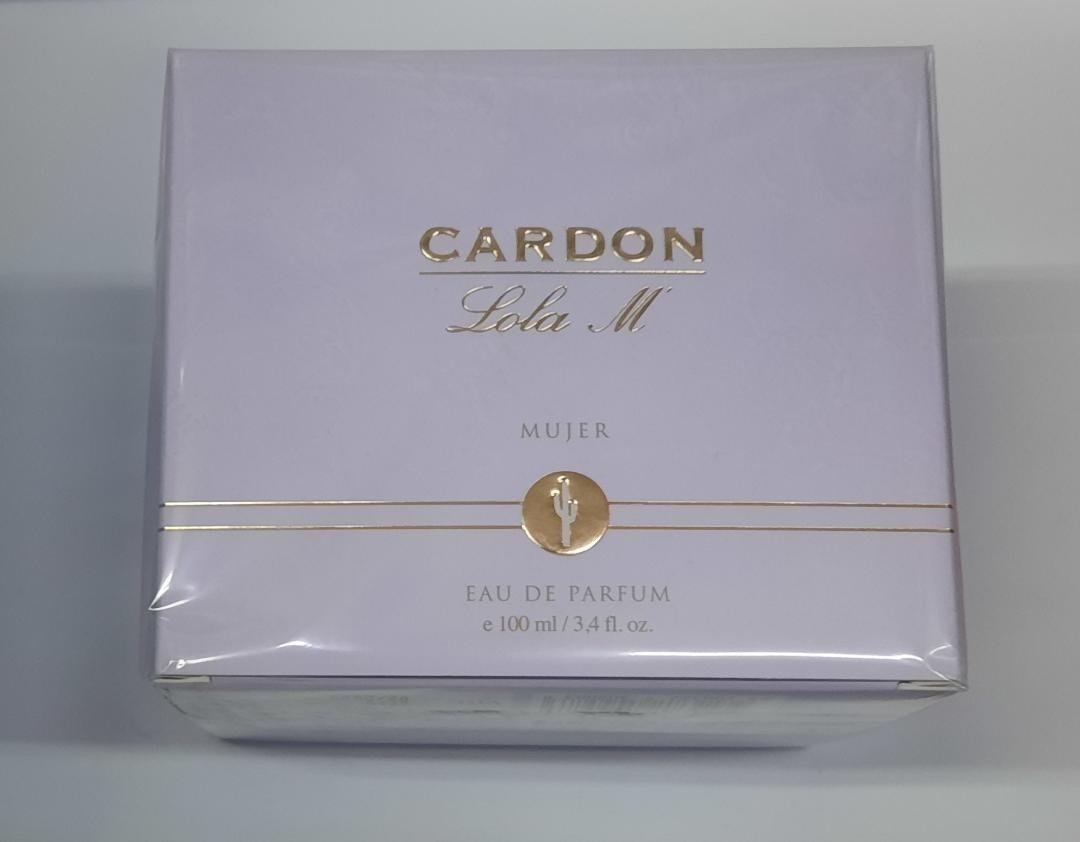 CARDON
Lola M'
MUJER
EAU DE PARFUM
e 100 ml / 3,4 fl. oz.